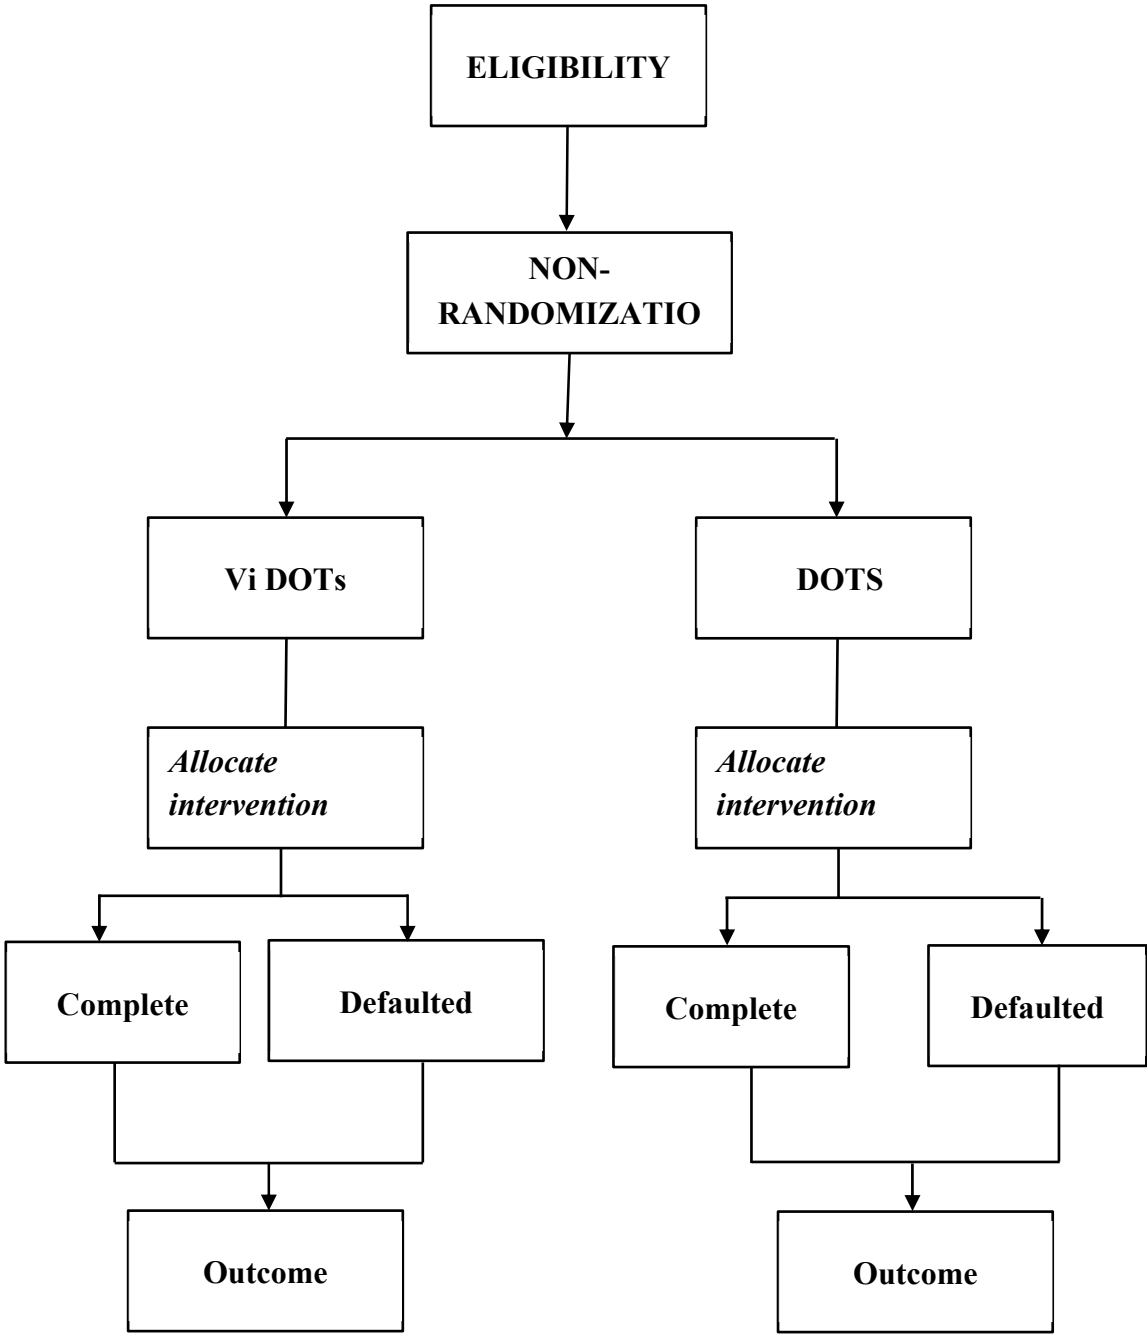 ELIGIBILITY
NON-
RANDOMIZATIO
Vi DOTs
DOTS
Allocate
intervention
Allocate
intervention
Complete
Defaulted
Complete
Defaulted
Outcome
Outcome